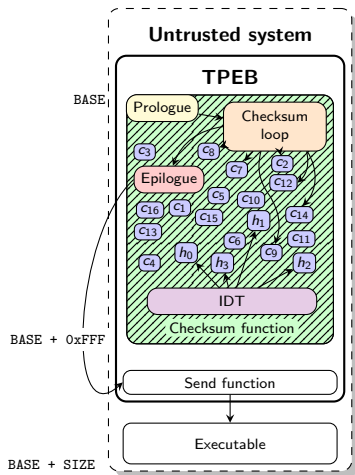 Untrusted system
TPEB
BASE
Prologue
Checksum
loop
c3
c8
c7
c2
c12
Epilogue
c5
c10
c16
c1
c15
h1
c14
c13
c6
c11
c9
c4
h0
h3
h2
IDT
Checksum function
BASE + 0xFFF
Send function
Executable
BASE + SIZE